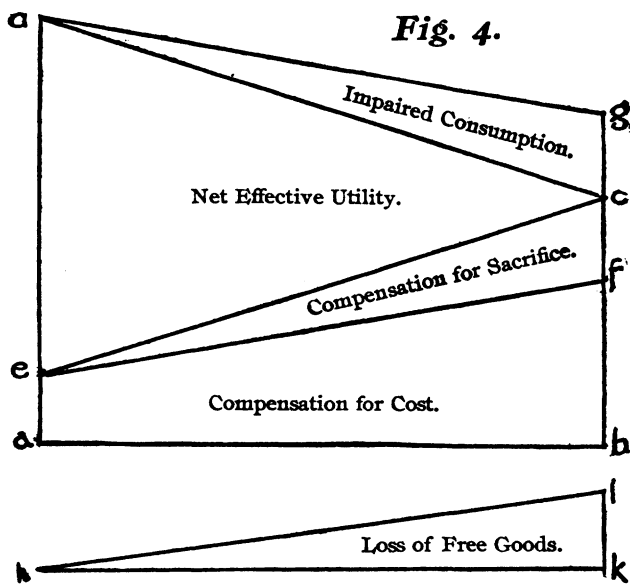 Fig. 4.
a
g
Impaired Consumption.
Net Effective Utility.
c
Compensation for Sacrifice.
f
e
Compensation for Cost.
a
b
l
Loss of Free Goods.
h
k